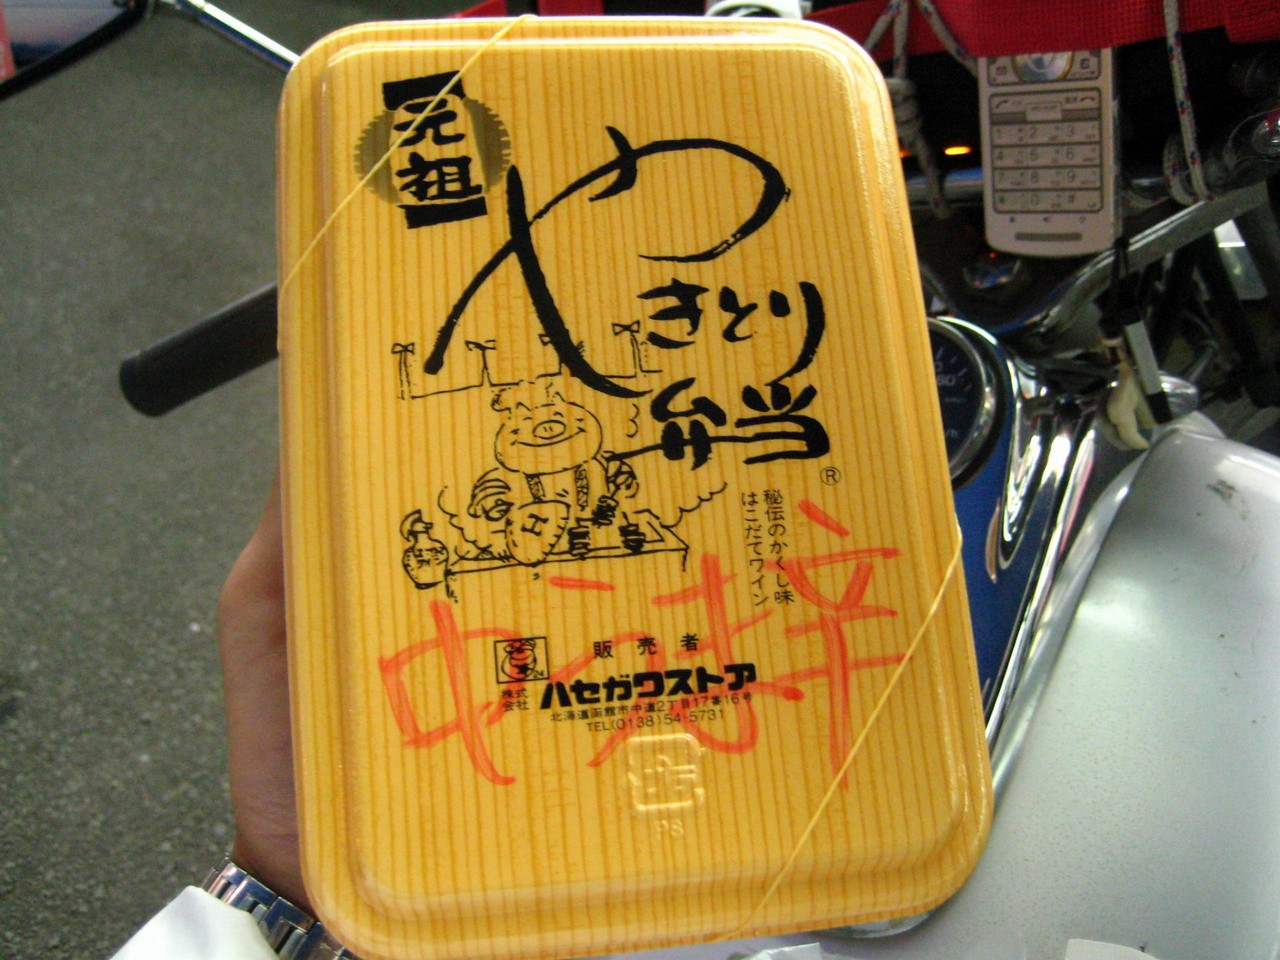 元祖
やきとり
弁当
®
秘伝のかくし味
はこだてワイン
H
中
辛
販売者
株式会社
ハセガワストア
北海道函館市中道2丁目17番16号
TEL(0138)54-5731
PS